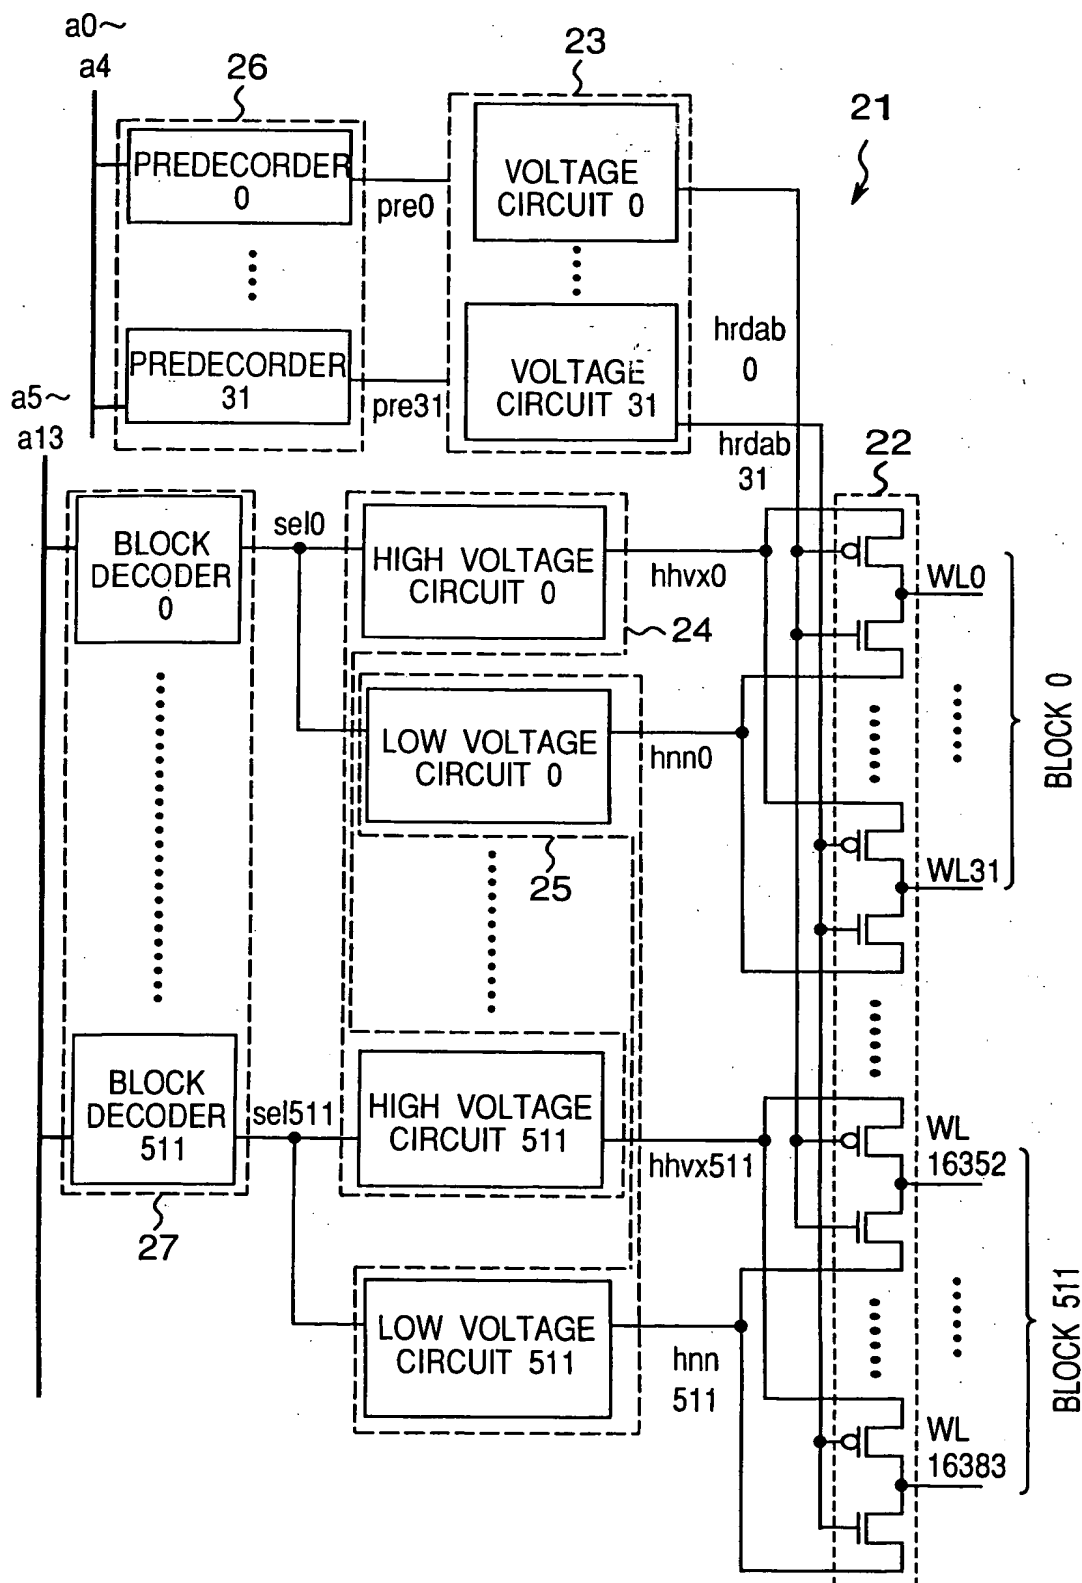 a0~
a4
26
23
21
PREDECORDER
0
pre0
VOLTAGE
CIRCUIT 0
PREDECORDER
31
pre31
VOLTAGE
CIRCUIT 31
hrdab
0
hrdab
31
a5~
a13
22
BLOCK
DECODER
0
sel0
HIGH VOLTAGE
CIRCUIT 0
hhvx0
WL0
24
LOW VOLTAGE
CIRCUIT 0
hnn0
BLOCK 0
25
WL31
BLOCK
DECODER
511
sel511
HIGH VOLTAGE
CIRCUIT 511
hhvx511
WL
16352
27
LOW VOLTAGE
CIRCUIT 511
hnn
511
BLOCK 511
WL
16383